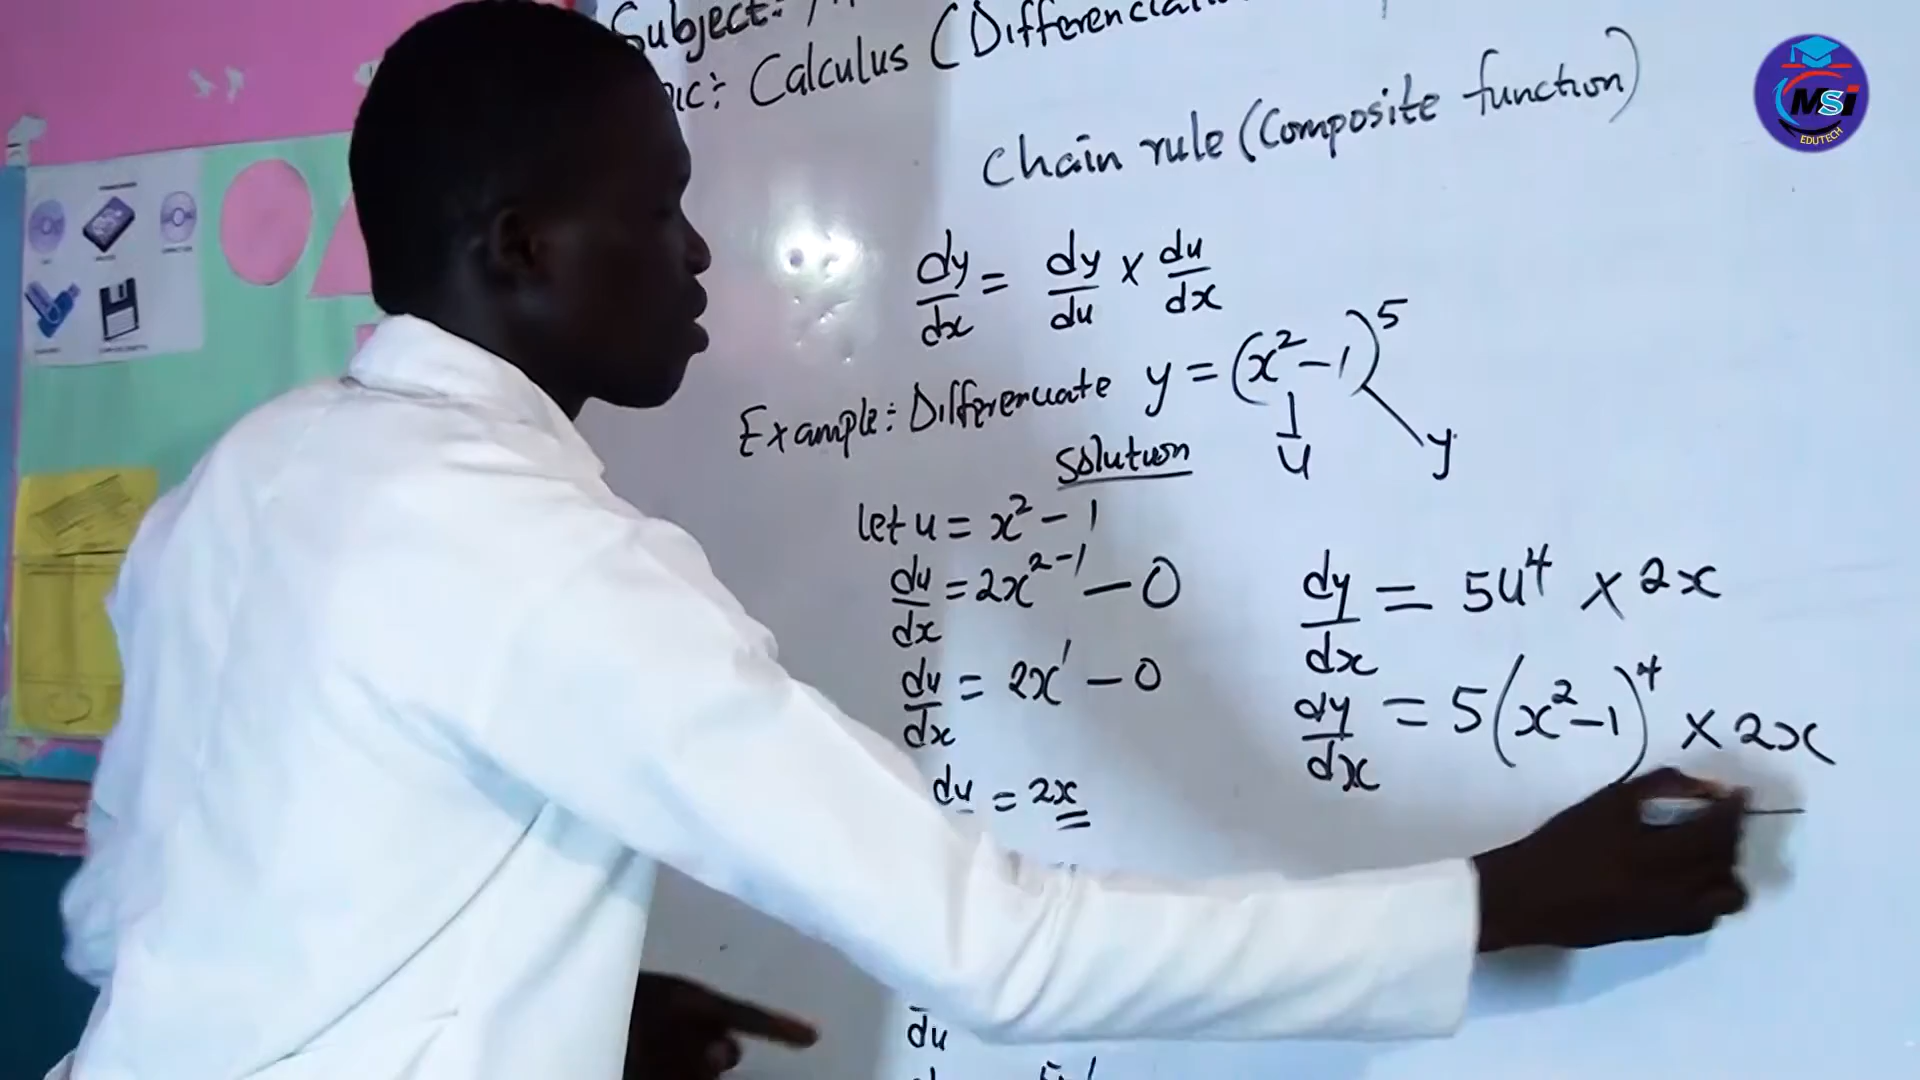 Subject:
: Calculus (Differenciation
Chain rule (Composite function)
dy/dx = dy/du × du/dx
Example: Differenuate y = (x² - 1)⁵
u
y
Solution
let u = x² - 1
du/dx = 2x²⁻¹ - 0
du/dx = 2x¹ - 0
du = 2x
du
dy/dx = 5u⁴ × 2x
dy/dx = 5(x² - 1)⁴ × 2x
MSI
EDUTECH